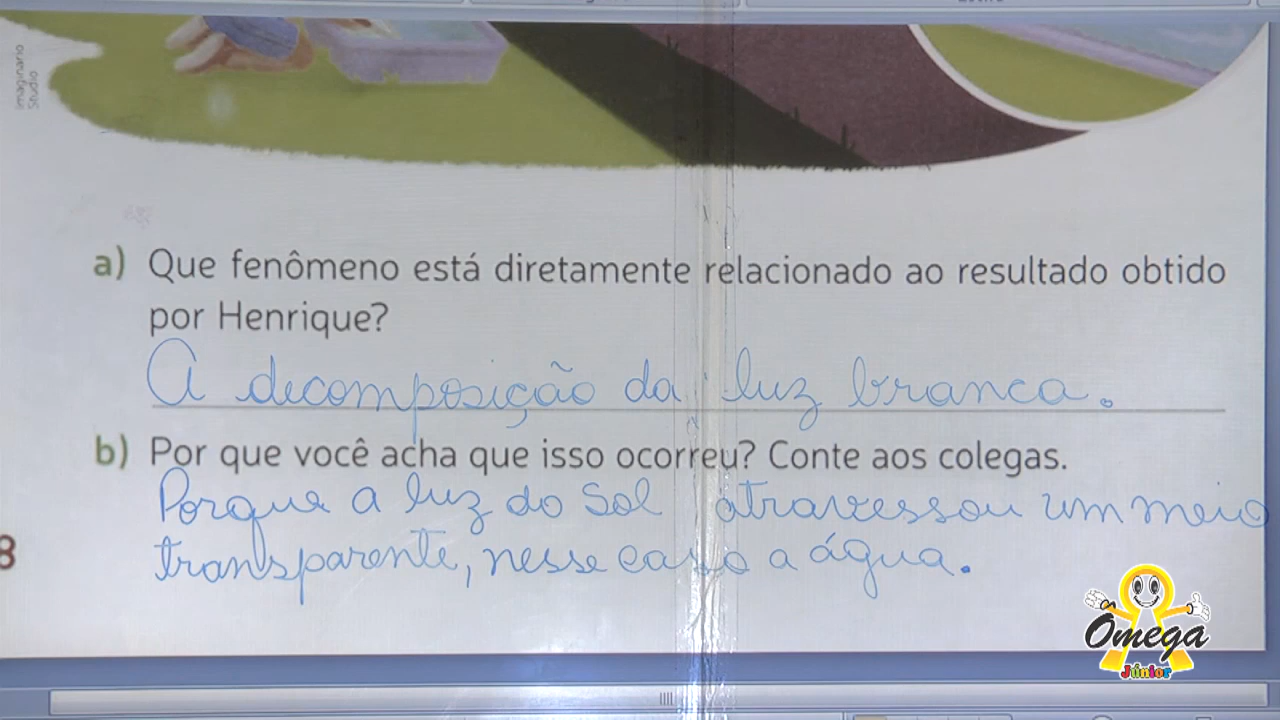 Imaginario
Studio
a) Que fenômeno está diretamente relacionado ao resultado obtido
por Henrique?
A decomposição da luz branca.
b) Por que você acha que isso ocorreu? Conte aos colegas.
Porque a luz do Sol atravessou um meio
transparente, nesse caso a água.
8
Ômega
Júnior